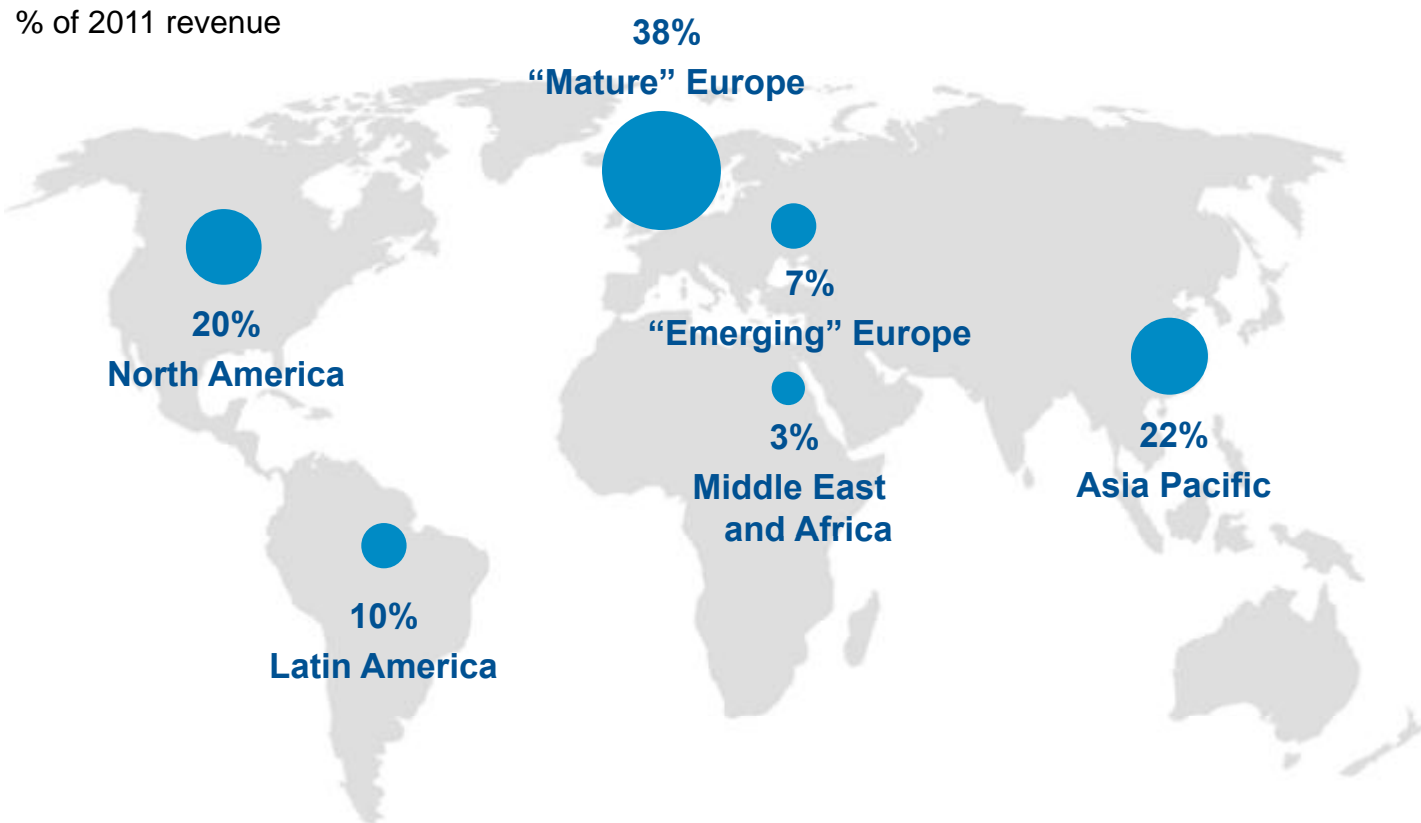 % of 2011 revenue
38%
“Mature” Europe
7%
“Emerging” Europe
20%
North America
3%
Middle East
and Africa
22%
Asia Pacific
10%
Latin America